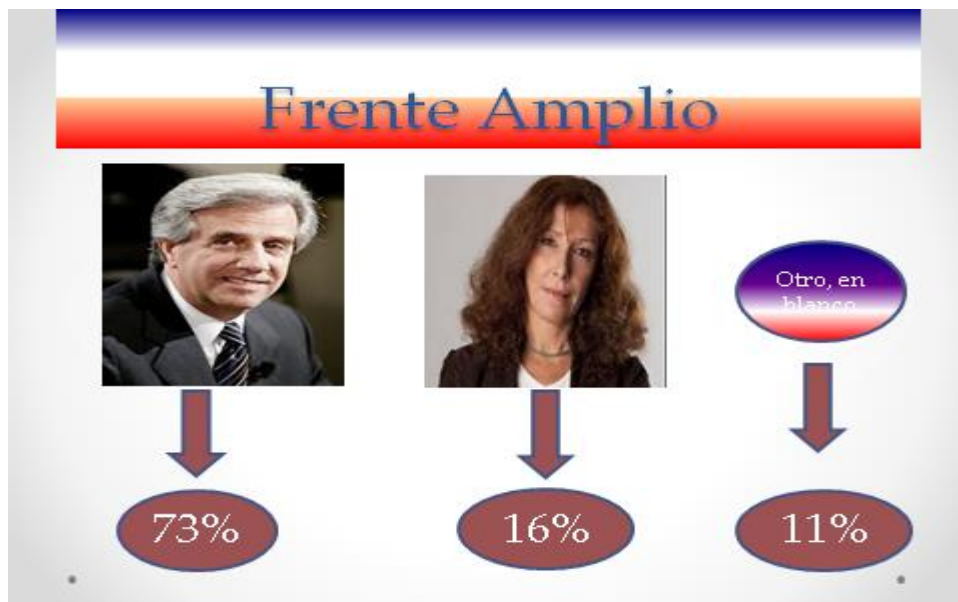 Frente Amplio
Otro, en
blanco
73%
16%
11%